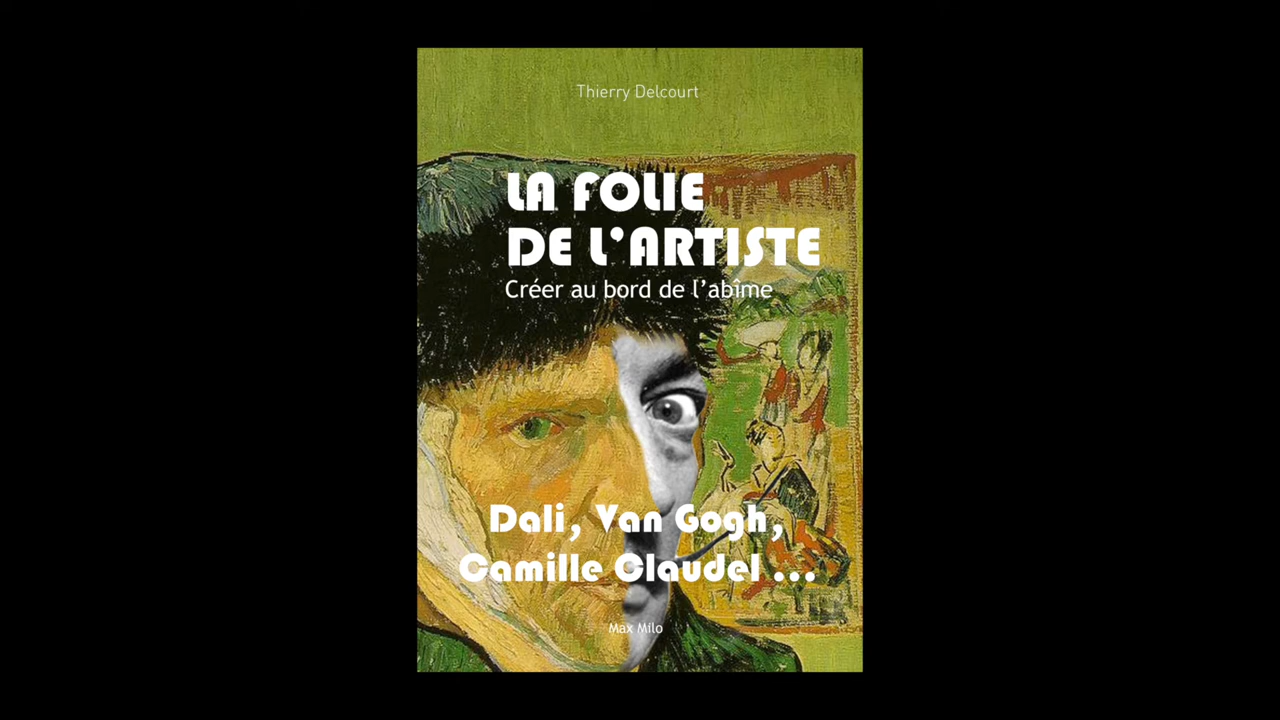 Thierry Delcourt
LA FOLIE
DE L'ARTISTE
Créer au bord de l'abîme
Dali, Van Gogh,
Camille Claudel ...
Max Milo